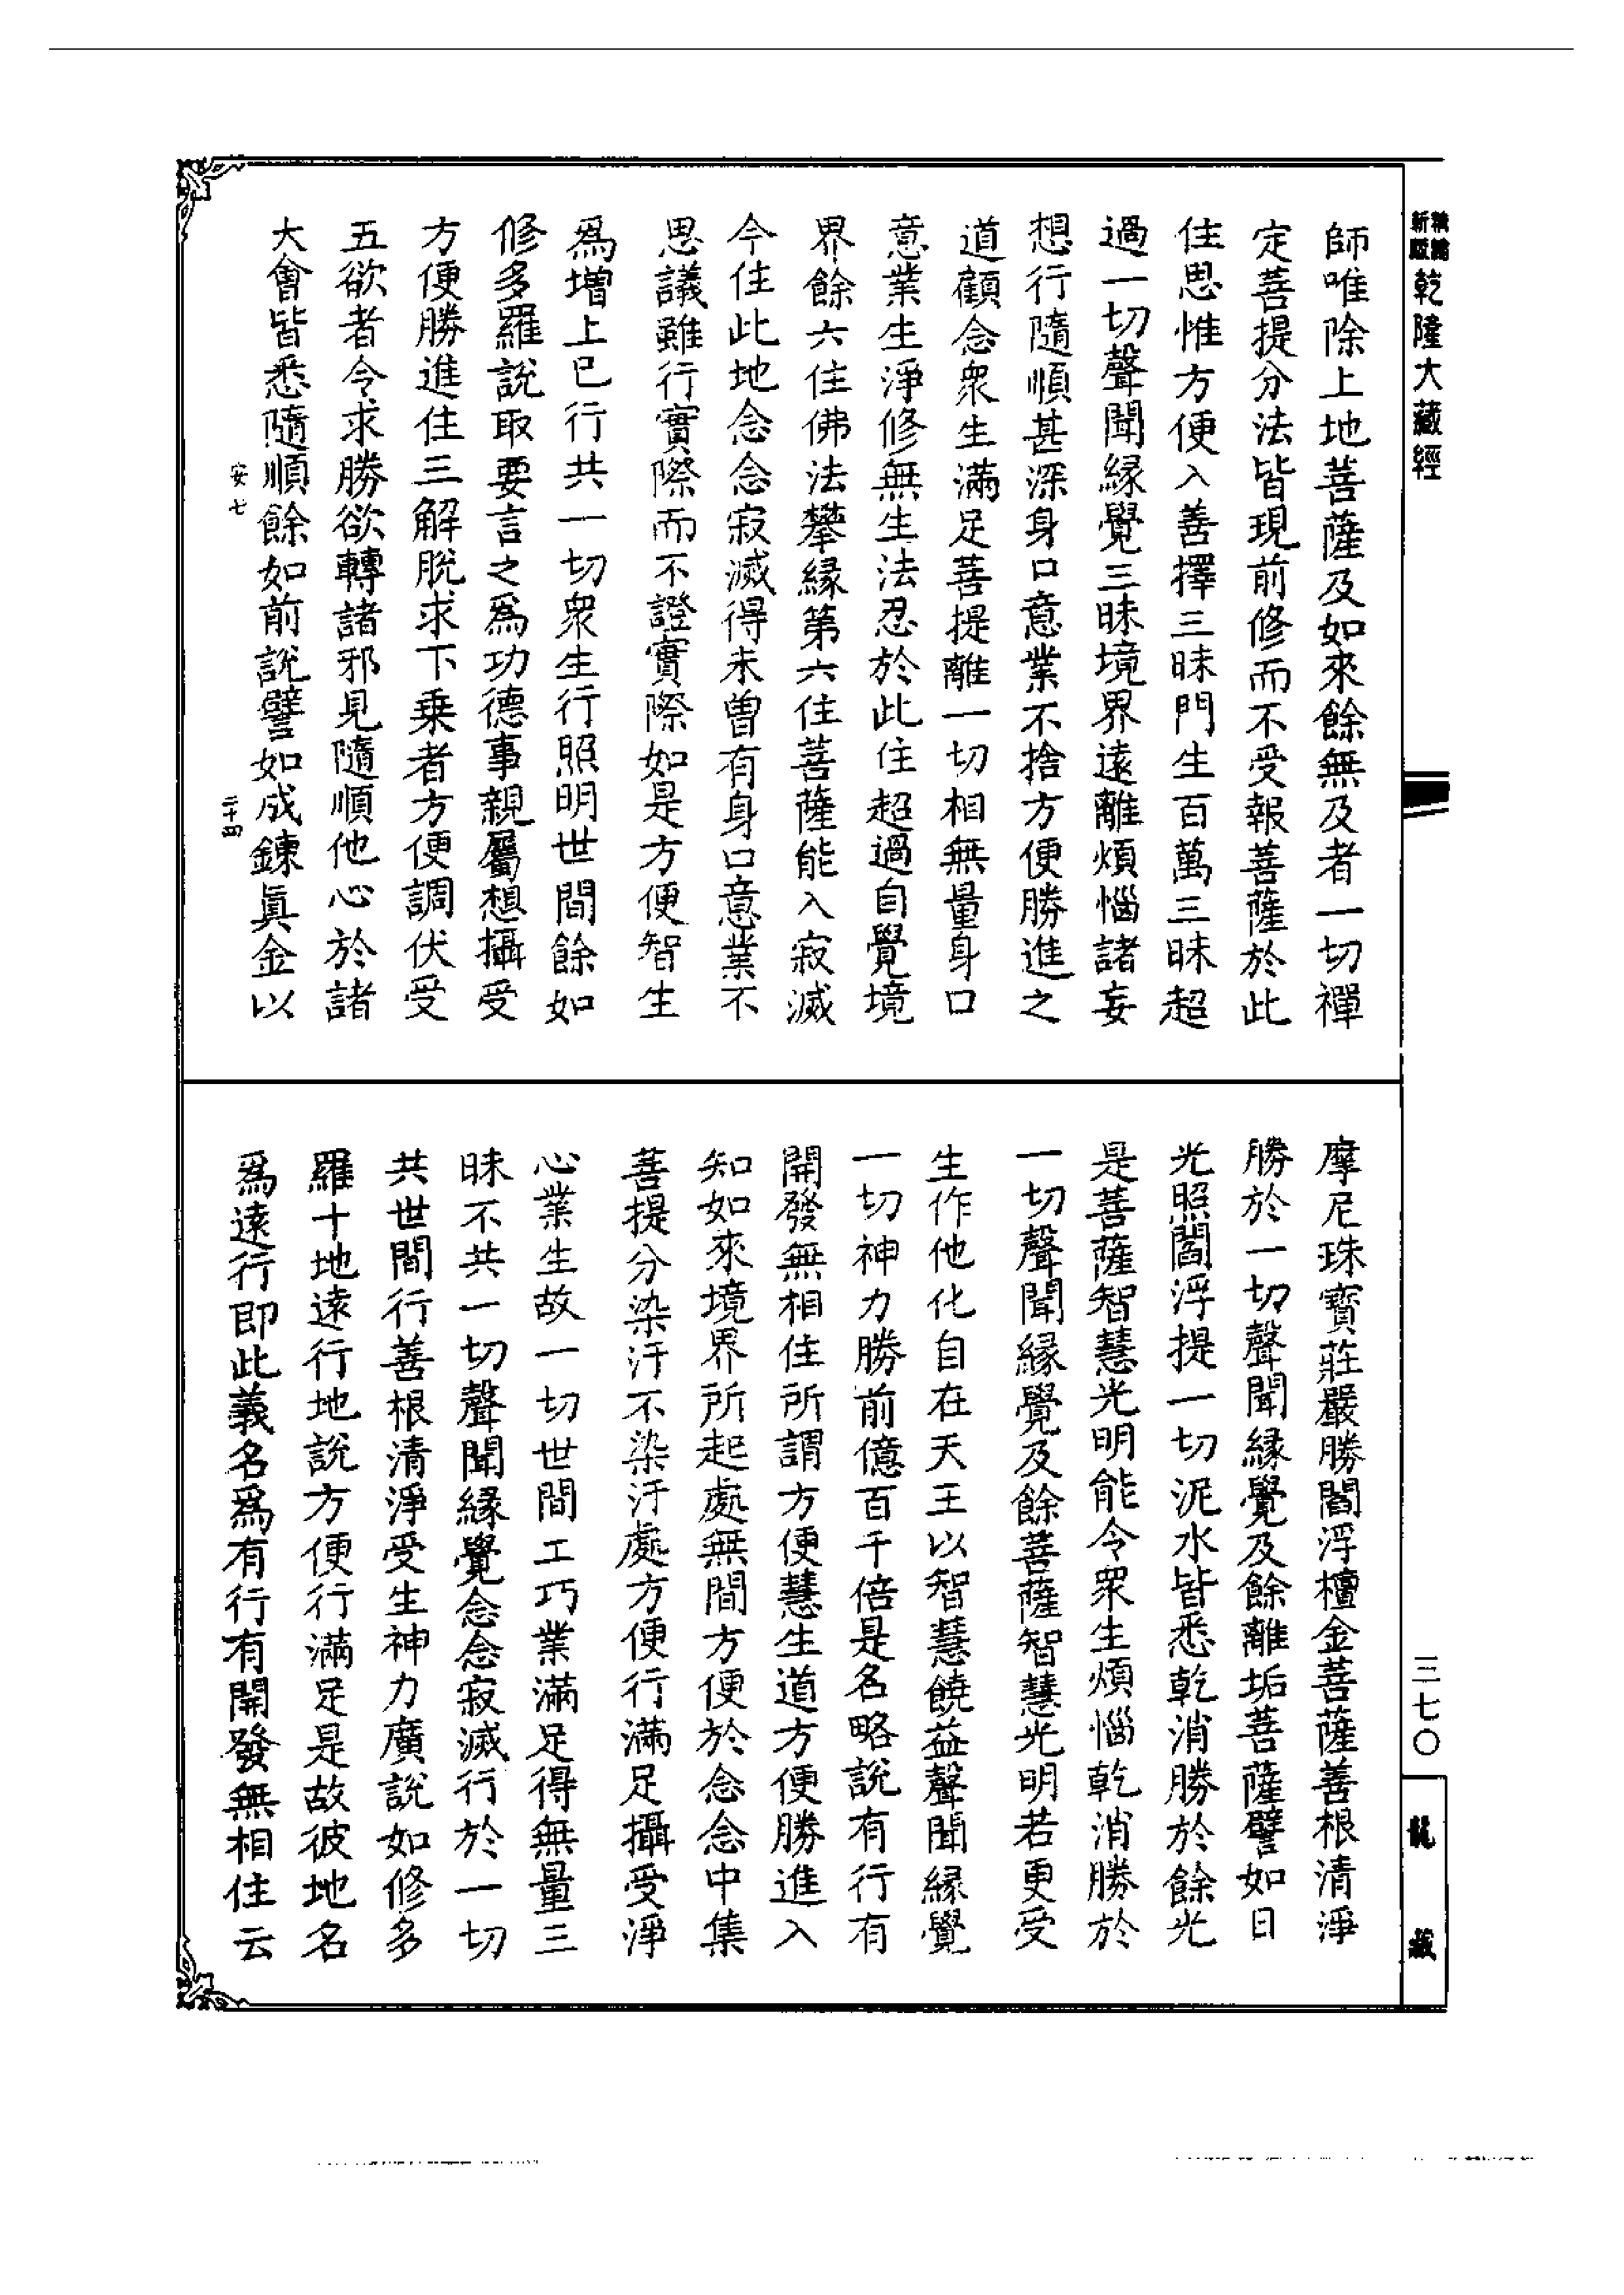 新編
縮版
乾隆大藏經
師唯除上地菩薩及如來餘無及者一切禪
定菩提分法皆現前修而不受報菩薩於此
住思惟方便入善擇三昧門生百萬三昧超
過一切聲聞緣覺三昧境界遠離煩惱諸妄
想行隨順甚深身口意業不捨方便勝進之
道顧念衆生滿足菩提離一切相無量身口
意業生淨修無生法忍於此住超過自覺境
界餘六住佛法攀緣第六住菩薩能入寂滅
今住此地念念寂滅得未曾有身口意業不
思議雖行實際而不證實際如是方便智生
爲增上已行共一切衆生行照明世間餘如
修多羅說取要言之爲功德事親屬想攝受
方便勝進住三解脫求下乗者方便調伏受
五欲者令求勝欲轉諸邪見隨順他心於諸
大會皆悉隨順餘如前說譬如成鍊眞金以
安七
二十四
摩尼珠寶莊嚴勝閻浮檀金菩薩善根清淨
勝於一切聲聞緣覺及餘離垢菩薩譬如日
光照閻浮提一切泥水皆悉乾消勝於餘光
是菩薩智慧光明能令衆生煩惱乾消勝於
一切聲聞緣覺及餘菩薩智慧光明若更受
生作他化自在天王以智慧饒益聲聞緣覺
一切神力勝前億百千倍是名略說有行有
開發無相住所謂方便慧生道方便勝進入
知如來境界所起處無間方便於念念中集
菩提分染汙不染汙處方便行滿足攝受淨
心業生故一切世間工巧業滿足得無量三
昧不共一切聲聞緣覺念念寂滅行於一切
共世間行善根清淨受生神力廣說如修多
羅十地遠行地說方便行滿足是故彼地名
爲遠行即此義名爲有行有開發無相住云
三七〇
龍藏